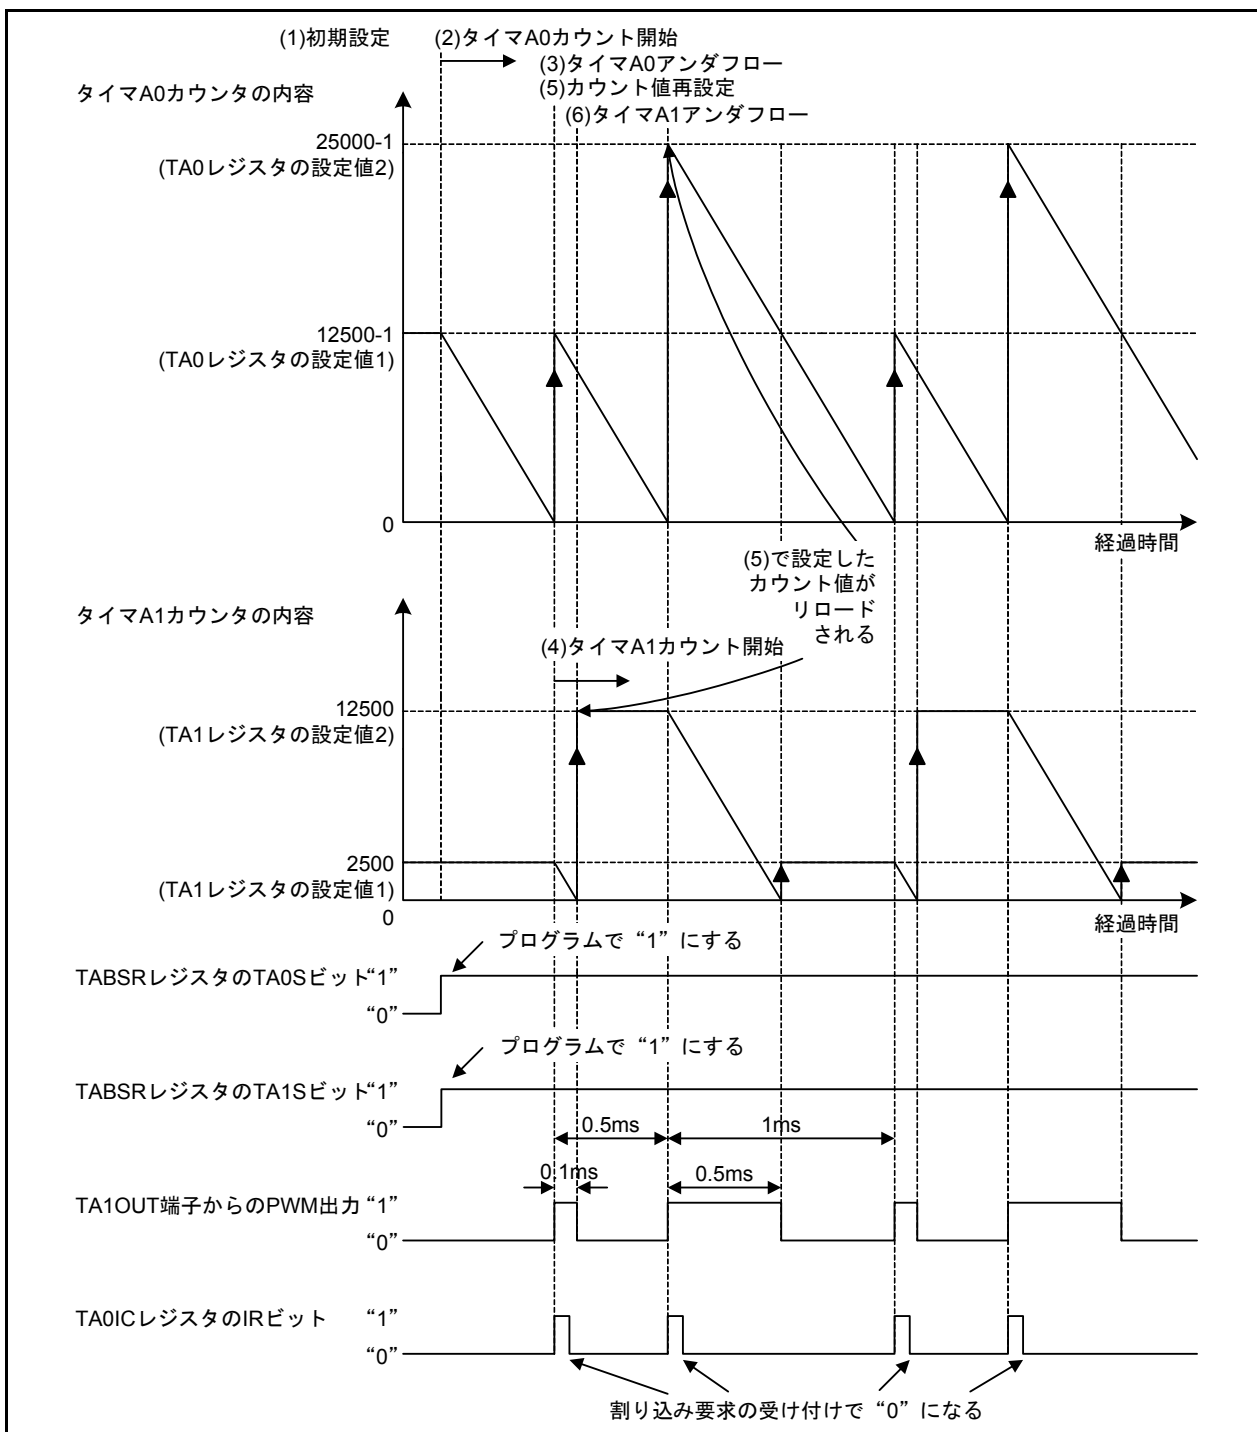 (1)初期設定
(2)タイマA0カウント開始
(3)タイマA0アンダフロー
(5)カウント値再設定
(6)タイマA1アンダフロー
タイマA0カウンタの内容
25000-1
(TA0レジスタの設定値2)
12500-1
(TA0レジスタの設定値1)
0
経過時間
(5)で設定した
カウント値が
リロード
される
タイマA1カウンタの内容
(4)タイマA1カウント開始
12500
(TA1レジスタの設定値2)
2500
(TA1レジスタの設定値1)
0
経過時間
プログラムで“1”にする
TABSRレジスタのTA0Sビット“1”
“0”
プログラムで“1”にする
TABSRレジスタのTA1Sビット“1”
“0”
0.5ms
1ms
0.1ms
0.5ms
TA1OUT端子からのPWM出力“1”
“0”
TA0ICレジスタのIRビット “1”
“0”
割り込み要求の受け付けで“0”になる